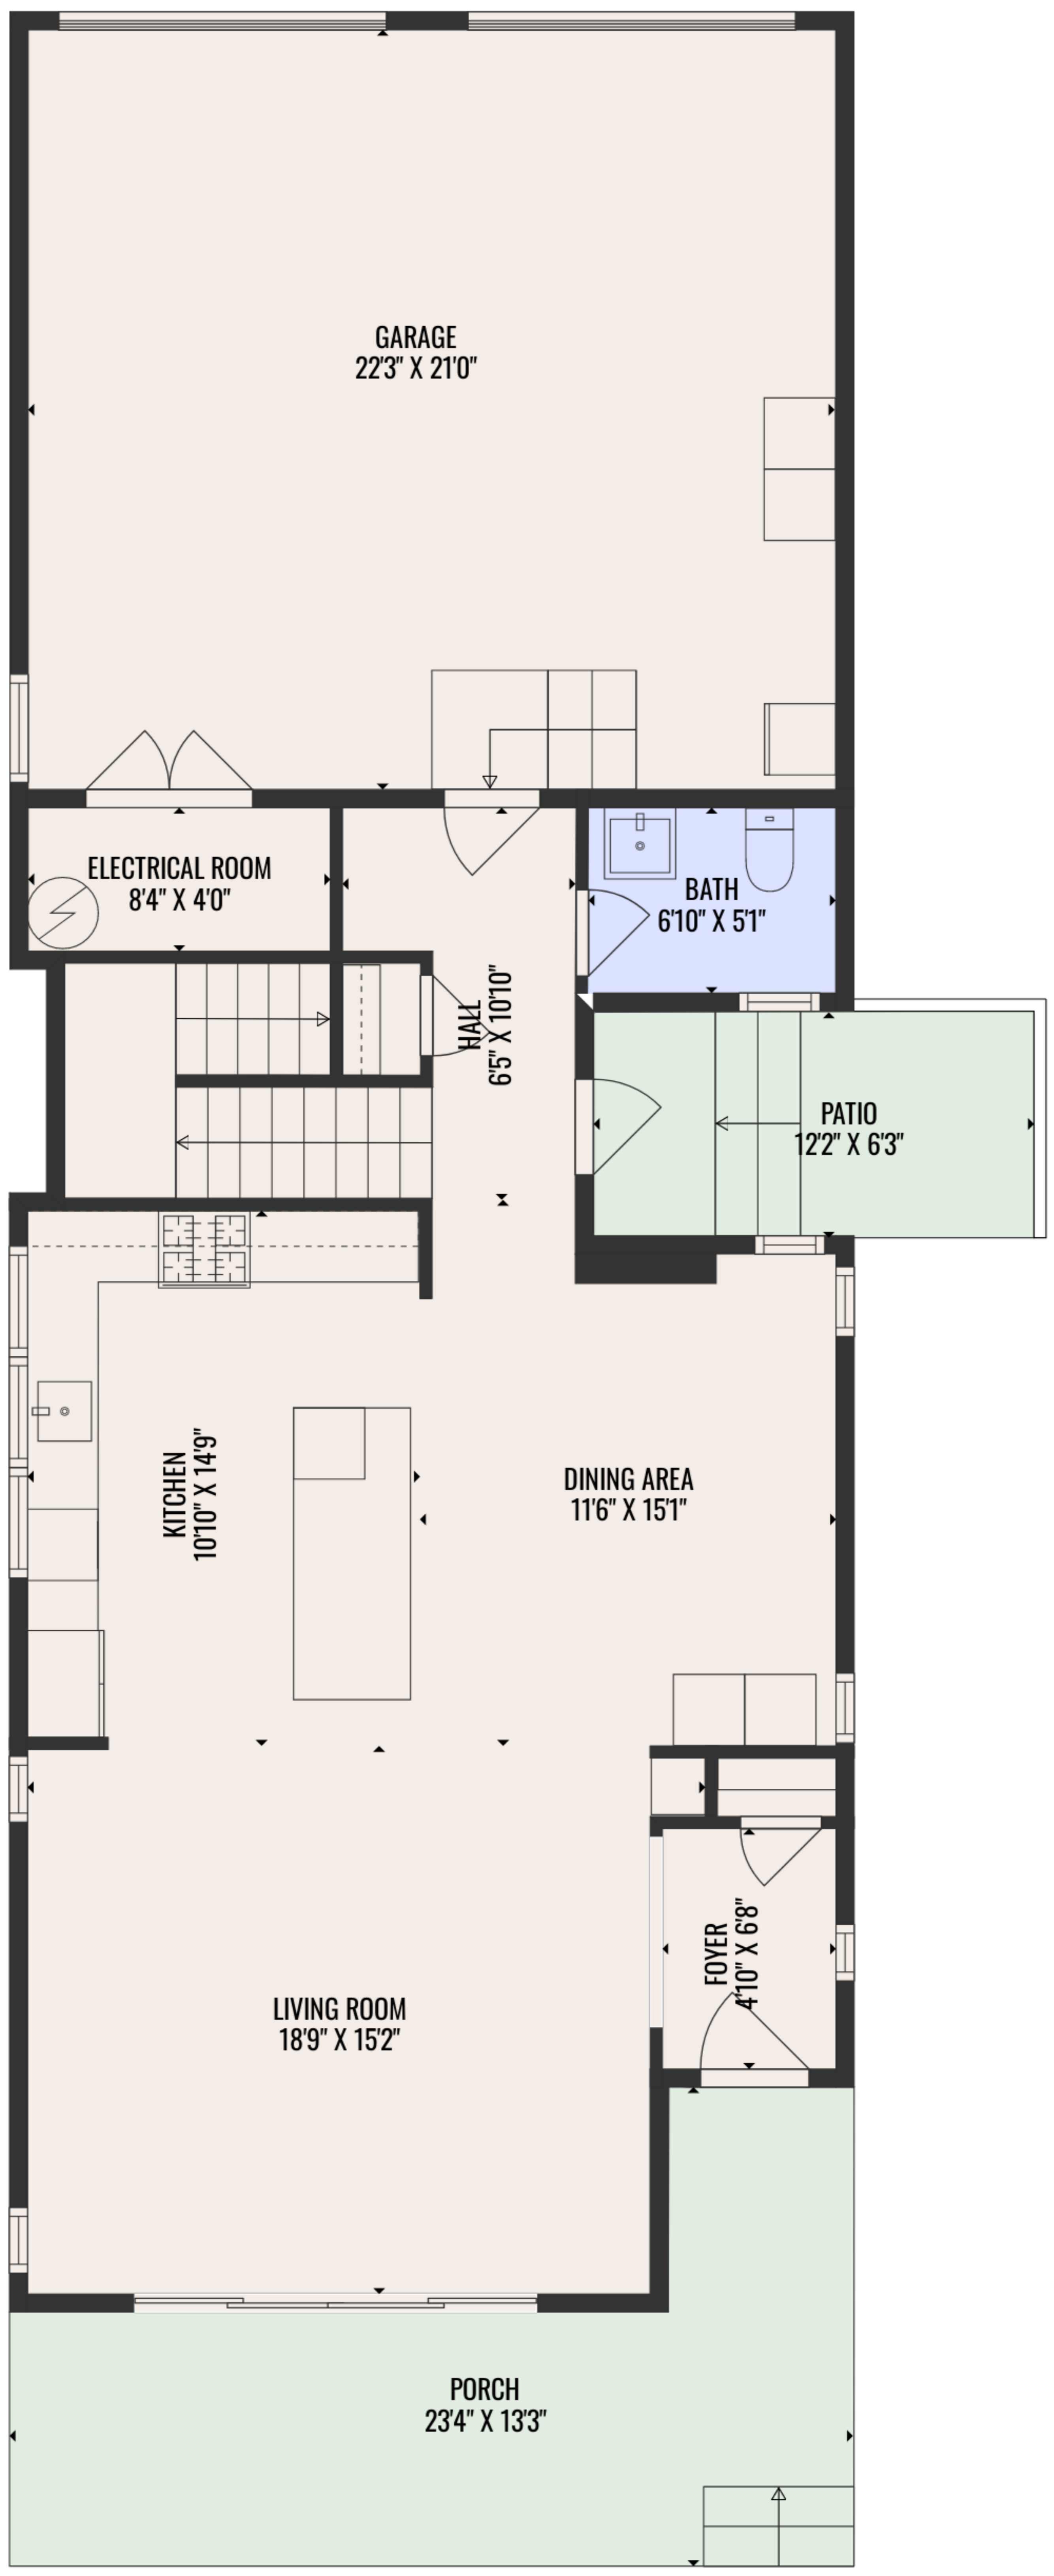 GARAGE
22'3" X 21'0"
ELECTRICAL ROOM
8'4" X 4'0"
BATH
6'10" X 5'1"
HALL
6'5" X 10'10"
PATIO
12'2" X 6'3"
KITCHEN
10'10" X 14'9"
DINING AREA
11'6" X 15'1"
FOYER
4'10" X 6'8"
LIVING ROOM
18'9" X 15'2"
PORCH
23'4" X 13'3"